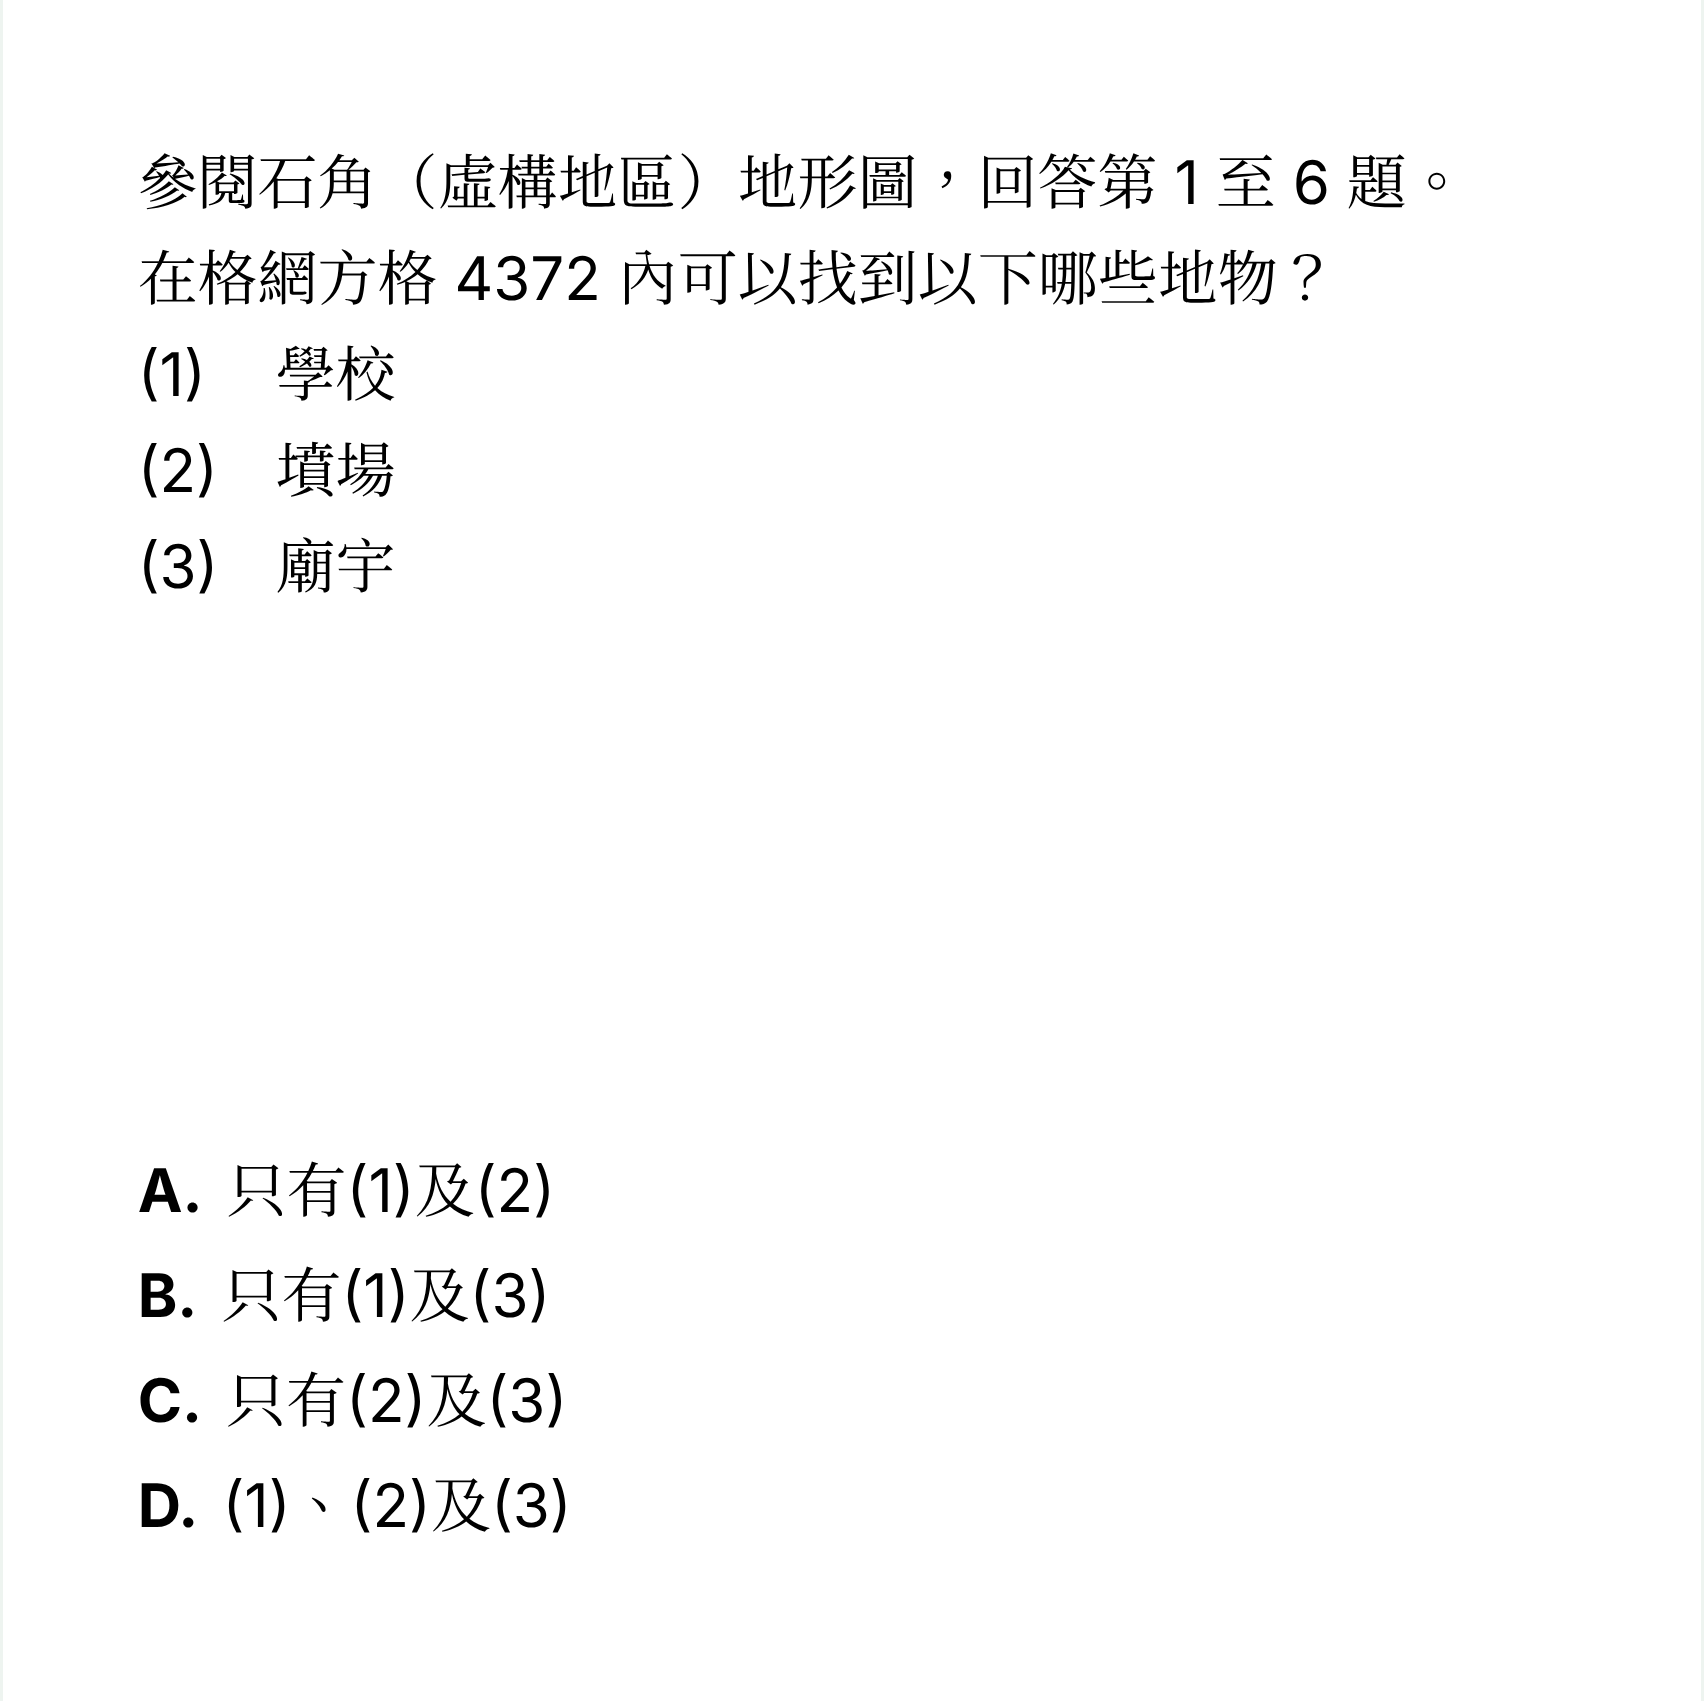 參閱石角（虛構地區）地形圖，回答第 1 至 6 題。
在格網方格 4372 內可以找到以下哪些地物？
(1) 學校
(2) 墳場
(3) 廟宇
A. 只有(1)及(2)
B. 只有(1)及(3)
C. 只有(2)及(3)
D. (1)、(2)及(3)